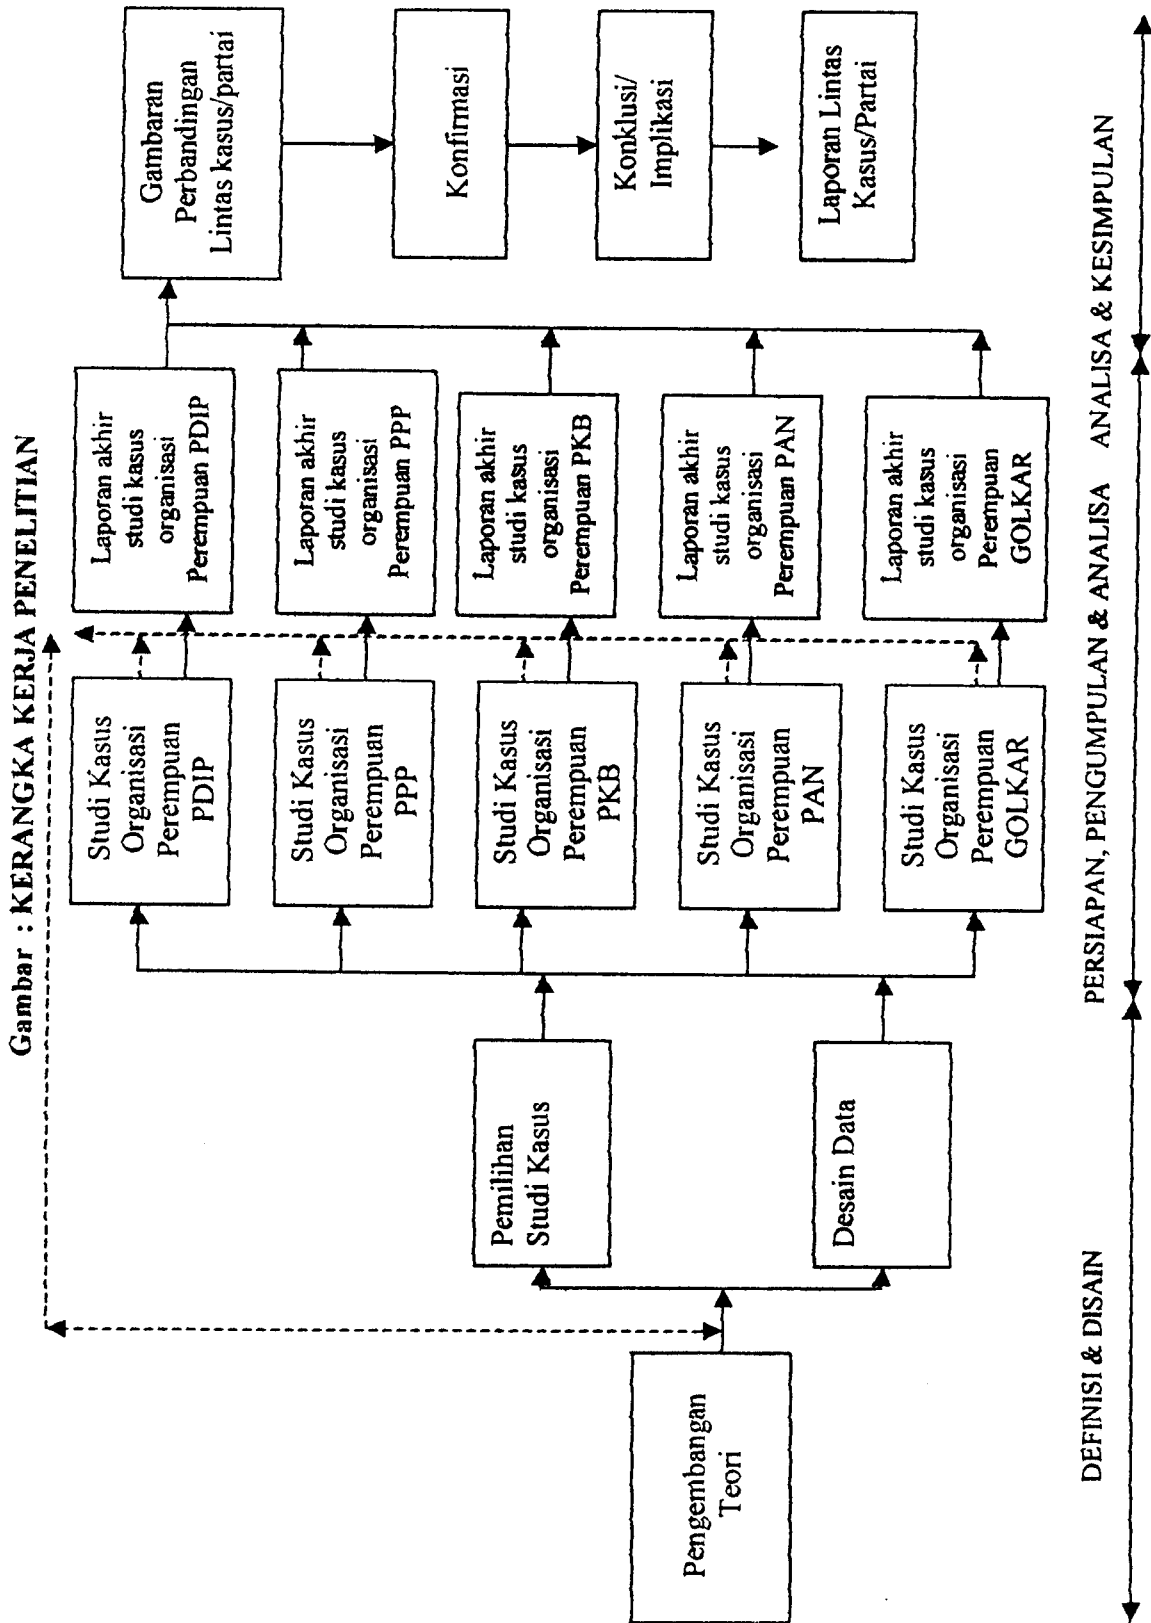 Gambar : KERANGKA KERJA PENELITIAN
Pengembangan
Teori
Pemilihan
Studi Kasus
Desain Data
Studi Kasus
Organisasi
Perempuan
PDIP
Studi Kasus
Organisasi
Perempuan
PPP
Studi Kasus
Organisasi
Perempuan
PKB
Studi Kasus
Organisasi
Perempuan
PAN
Studi Kasus
Organisasi
Perempuan
GOLKAR
Laporan akhir
studi kasus
organisasi
Perempuan PDIP
Laporan akhir
studi kasus
organisasi
Perempuan PPP
Laporan akhir
studi kasus
organisasi
Perempuan PKB
Laporan akhir
studi kasus
organisasi
Perempuan PAN
Laporan akhir
studi kasus
organisasi
Perempuan
GOLKAR
Gambaran
Perbandingan
Lintas kasus/partai
Konfirmasi
Konklusi/
Implikasi
Laporan Lintas
Kasus/Partai
DEFINISI & DISAIN
PERSIAPAN, PENGUMPULAN & ANALISA
ANALISA & KESIMPULAN